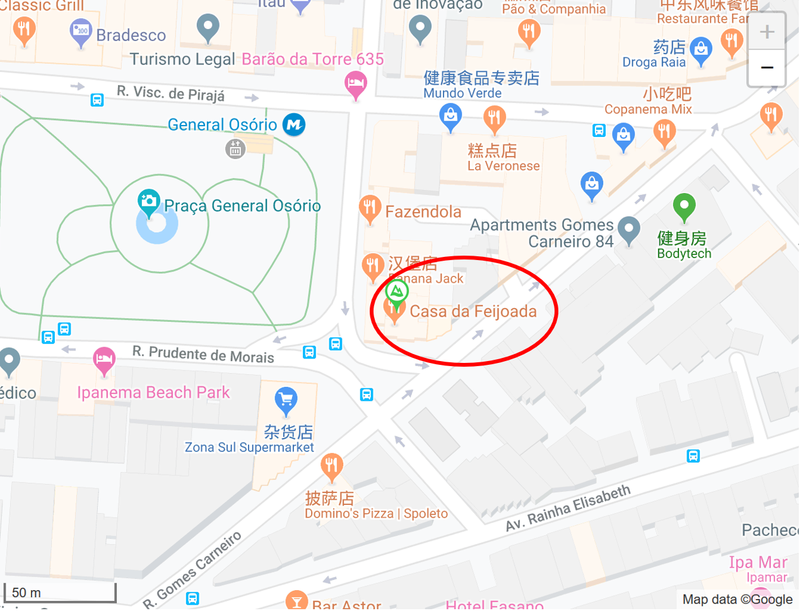 Classic Grill
Itaú
de Inovação
Pão & Companhia
中东风味餐馆
Restaurante Far
Bradesco
Turismo Legal
Barão da Torre 635
药店
Droga Raia
+
−
R. Visc. de Pirajá
健康食品专卖店
Mundo Verde
小吃吧
Copanema Mix
General Osório
M
糕点店
La Veronese
Praça General Osório
Fazendola
Apartments Gomes
Carneiro 84
健身房
Bodytech
汉堡店
Banana Jack
Casa da Feijoada
R. Prudente de Morais
édico
Ipanema Beach Park
杂货店
Zona Sul Supermarket
披萨店
Domino's Pizza | Spoleto
Av. Rainha Elisabeth
R. Gomes Carneiro
Pacheco
Ipa Mar
Ipamar
50 m
Bar Astor
Hotel Fasano
Map data ©Google